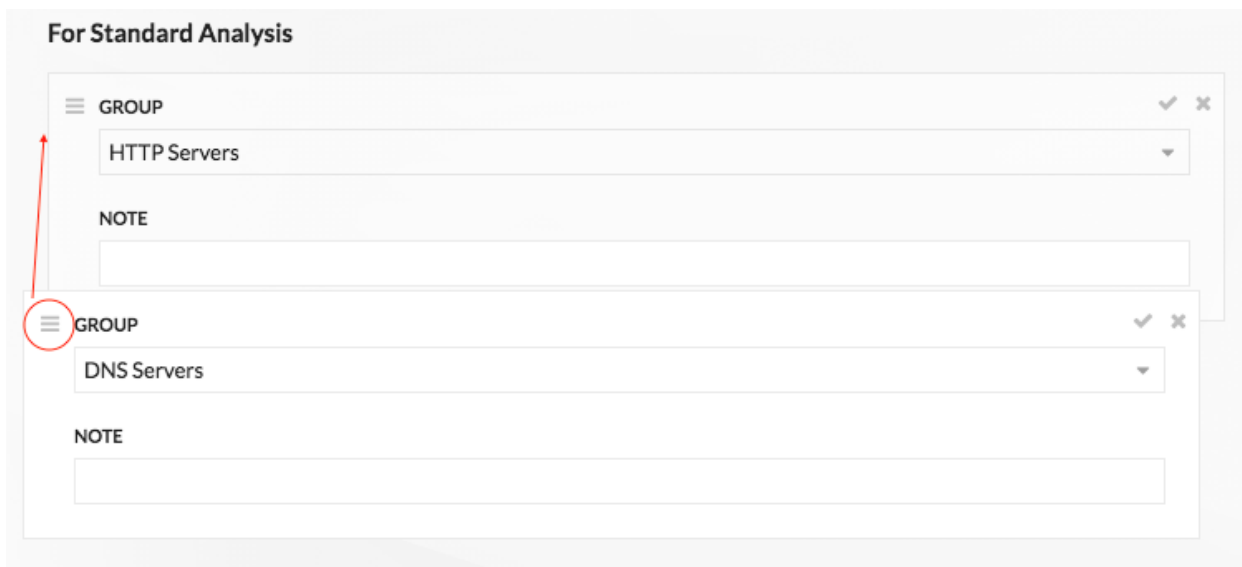 For Standard Analysis
GROUP
HTTP Servers
NOTE
GROUP
DNS Servers
NOTE